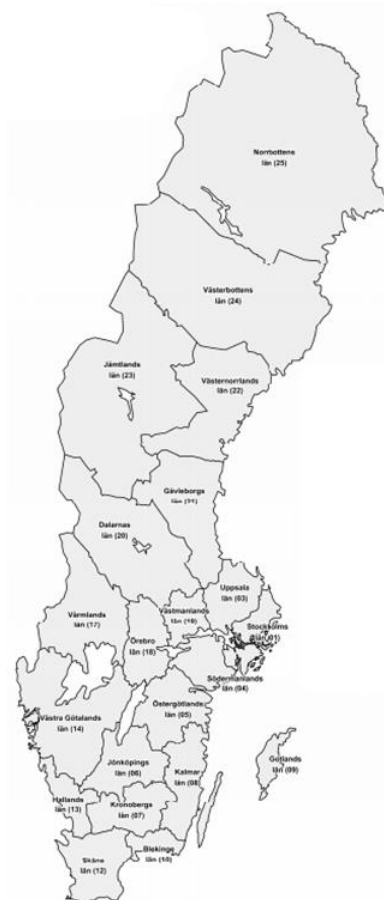 Norrbottens
län (25)
Västerbottens
län (24)
Jämtlands
län (23)
Västernorrlands
län (22)
Gävleborgs
län (21)
Dalarnas
län (20)
Uppsala
län (03)
Värmlands
län (17)
Västmanlands
län (19)
Stockholms
län (01)
Örebro
län (18)
Södermanlands
län (04)
Västra Götalands
län (14)
Östergötlands
län (05)
Jönköpings
län (06)
Kalmar
län (08)
Gotlands
län (09)
Hallands
län (13)
Kronobergs
län (07)
Blekinge
län (10)
Skåne
län (12)